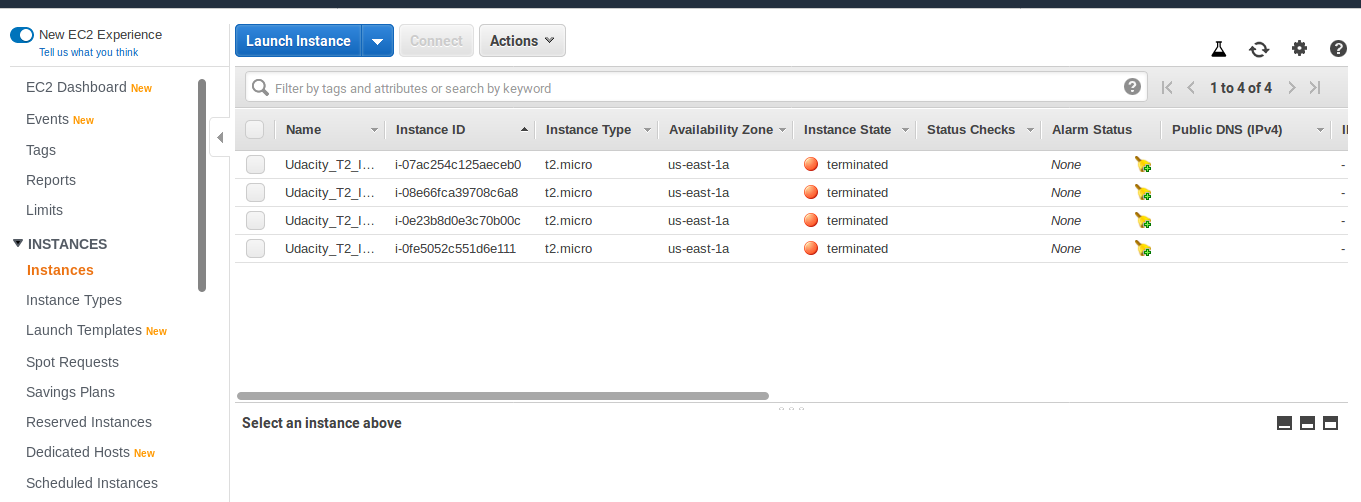 New EC2 Experience
Tell us what you think
EC2 Dashboard New
Events New
Tags
Reports
Limits
INSTANCES
Instances
Instance Types
Launch Templates New
Spot Requests
Savings Plans
Reserved Instances
Dedicated Hosts New
Scheduled Instances
Launch Instance Connect Actions
Filter by tags and attributes or search by keyword ? 1 to 4 of 4
Name Instance ID Instance Type Availability Zone Instance State Status Checks Alarm Status Public DNS (IPv4)
Udacity_T2_I... i-07ac254c125aeceb0 t2.micro us-east-1a terminated None -
Udacity_T2_I... i-08e66fca39708c6a8 t2.micro us-east-1a terminated None -
Udacity_T2_I... i-0e23b8d0e3c70b00c t2.micro us-east-1a terminated None -
Udacity_T2_I... i-0fe5052c551d6e111 t2.micro us-east-1a terminated None -
Select an instance above